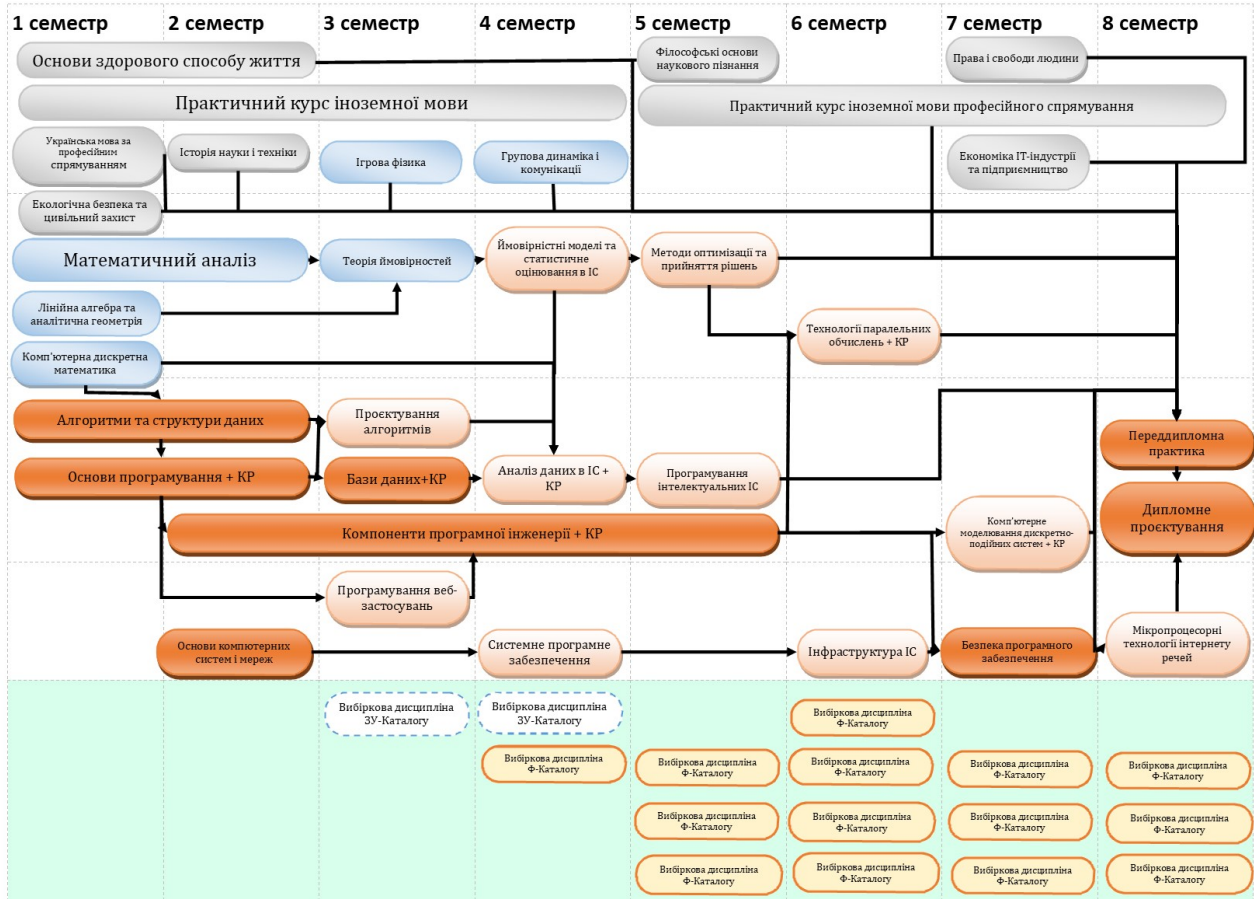 1 семестр
2 семестр
3 семестр
4 семестр
5 семестр
6 семестр
7 семестр
8 семестр
Основи здорового способу життя
Філософські основи
наукового пізнання
Права і свободи людини
Практичний курс іноземної мови
Практичний курс іноземної мови професійного спрямування
Українська мова за
професійним
спрямуванням
Історія науки і техніки
Ігрова фізика
Групова динаміка і
комунікації
Економіка ІТ-індустрії
та підприємництво
Екологічна безпека та
цивільний захист
Математичний аналіз
Теорія ймовірностей
Ймовірністні моделі та
статистичне
оцінювання в ІС
Методи оптимізації та
прийняття рішень
Лінійна алгебра та
аналітична геометрія
Технології паралельних
обчислень + КР
Комп'ютерна дискретна
математика
Алгоритми та структури даних
Проєктування
алгоритмів
Переддипломна
практика
Основи програмування + КР
Бази даних+КР
Аналіз даних в ІС +
КР
Програмування
інтелектуальних ІС
Дипломне
проєктування
Компоненти програмної інженерії + КР
Комп'ютерне
моделювання дискретно-
подійних систем + КР
Програмування веб-
застосувань
Основи компютерних
систем і мереж
Системне програмне
забезпечення
Інфраструктура ІС
Безпека програмного
забезпечення
Мікропроцесорні
технології інтернету
речей
Вибіркова дисципліна
ЗУ-Каталогу
Вибіркова дисципліна
ЗУ-Каталогу
Вибіркова дисципліна
Ф-Каталогу
Вибіркова дисципліна
Ф-Каталогу
Вибіркова дисципліна
Ф-Каталогу
Вибіркова дисципліна
Ф-Каталогу
Вибіркова дисципліна
Ф-Каталогу
Вибіркова дисципліна
Ф-Каталогу
Вибіркова дисципліна
Ф-Каталогу
Вибіркова дисципліна
Ф-Каталогу
Вибіркова дисципліна
Ф-Каталогу
Вибіркова дисципліна
Ф-Каталогу
Вибіркова дисципліна
Ф-Каталогу
Вибіркова дисципліна
Ф-Каталогу
Вибіркова дисципліна
Ф-Каталогу
Вибіркова дисципліна
Ф-Каталогу